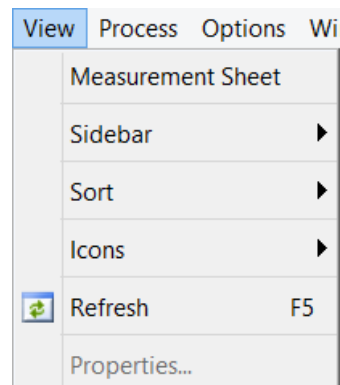 View Process Options Wi
Measurement Sheet
Sidebar
Sort
Icons
Refresh F5
Properties...